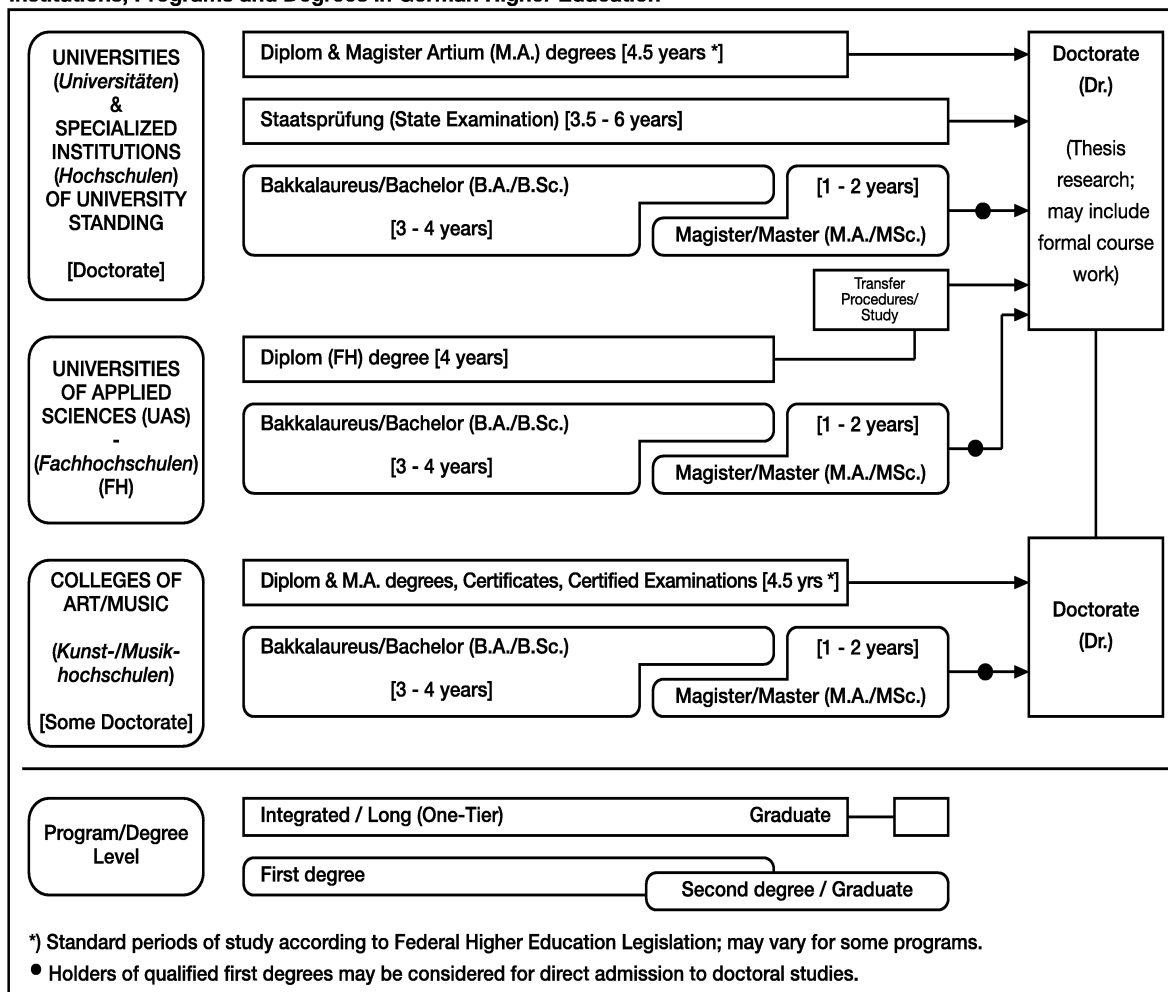 Institutions, Programs and Degrees in German Higher Education
UNIVERSITIES
(Universitäten)
&
SPECIALIZED
INSTITUTIONS
(Hochschulen)
OF UNIVERSITY
STANDING
[Doctorate]
Diplom & Magister Artium (M.A.) degrees [4.5 years *]
Staatsprüfung (State Examination) [3.5 - 6 years]
Bakkalaureus/Bachelor (B.A./B.Sc.)
[3 - 4 years]
[1 - 2 years]
Magister/Master (M.A./MSc.)
Doctorate
(Dr.)
(Thesis
research;
may include
formal course
work)
Transfer
Procedures/
Study
UNIVERSITIES
OF APPLIED
SCIENCES (UAS)
-
(Fachhochschulen)
(FH)
Diplom (FH) degree [4 years]
Bakkalaureus/Bachelor (B.A./B.Sc.)
[3 - 4 years]
[1 - 2 years]
Magister/Master (M.A./MSc.)
COLLEGES OF
ART/MUSIC
(Kunst-/Musik-
hochschulen)
[Some Doctorate]
Diplom & M.A. degrees, Certificates, Certified Examinations [4.5 yrs *]
Bakkalaureus/Bachelor (B.A./B.Sc.)
[3 - 4 years]
[1 - 2 years]
Magister/Master (M.A./MSc.)
Doctorate
(Dr.)
Program/Degree
Level
Integrated / Long (One-Tier) Graduate
First degree
Second degree / Graduate
*) Standard periods of study according to Federal Higher Education Legislation; may vary for some programs.
● Holders of qualified first degrees may be considered for direct admission to doctoral studies.